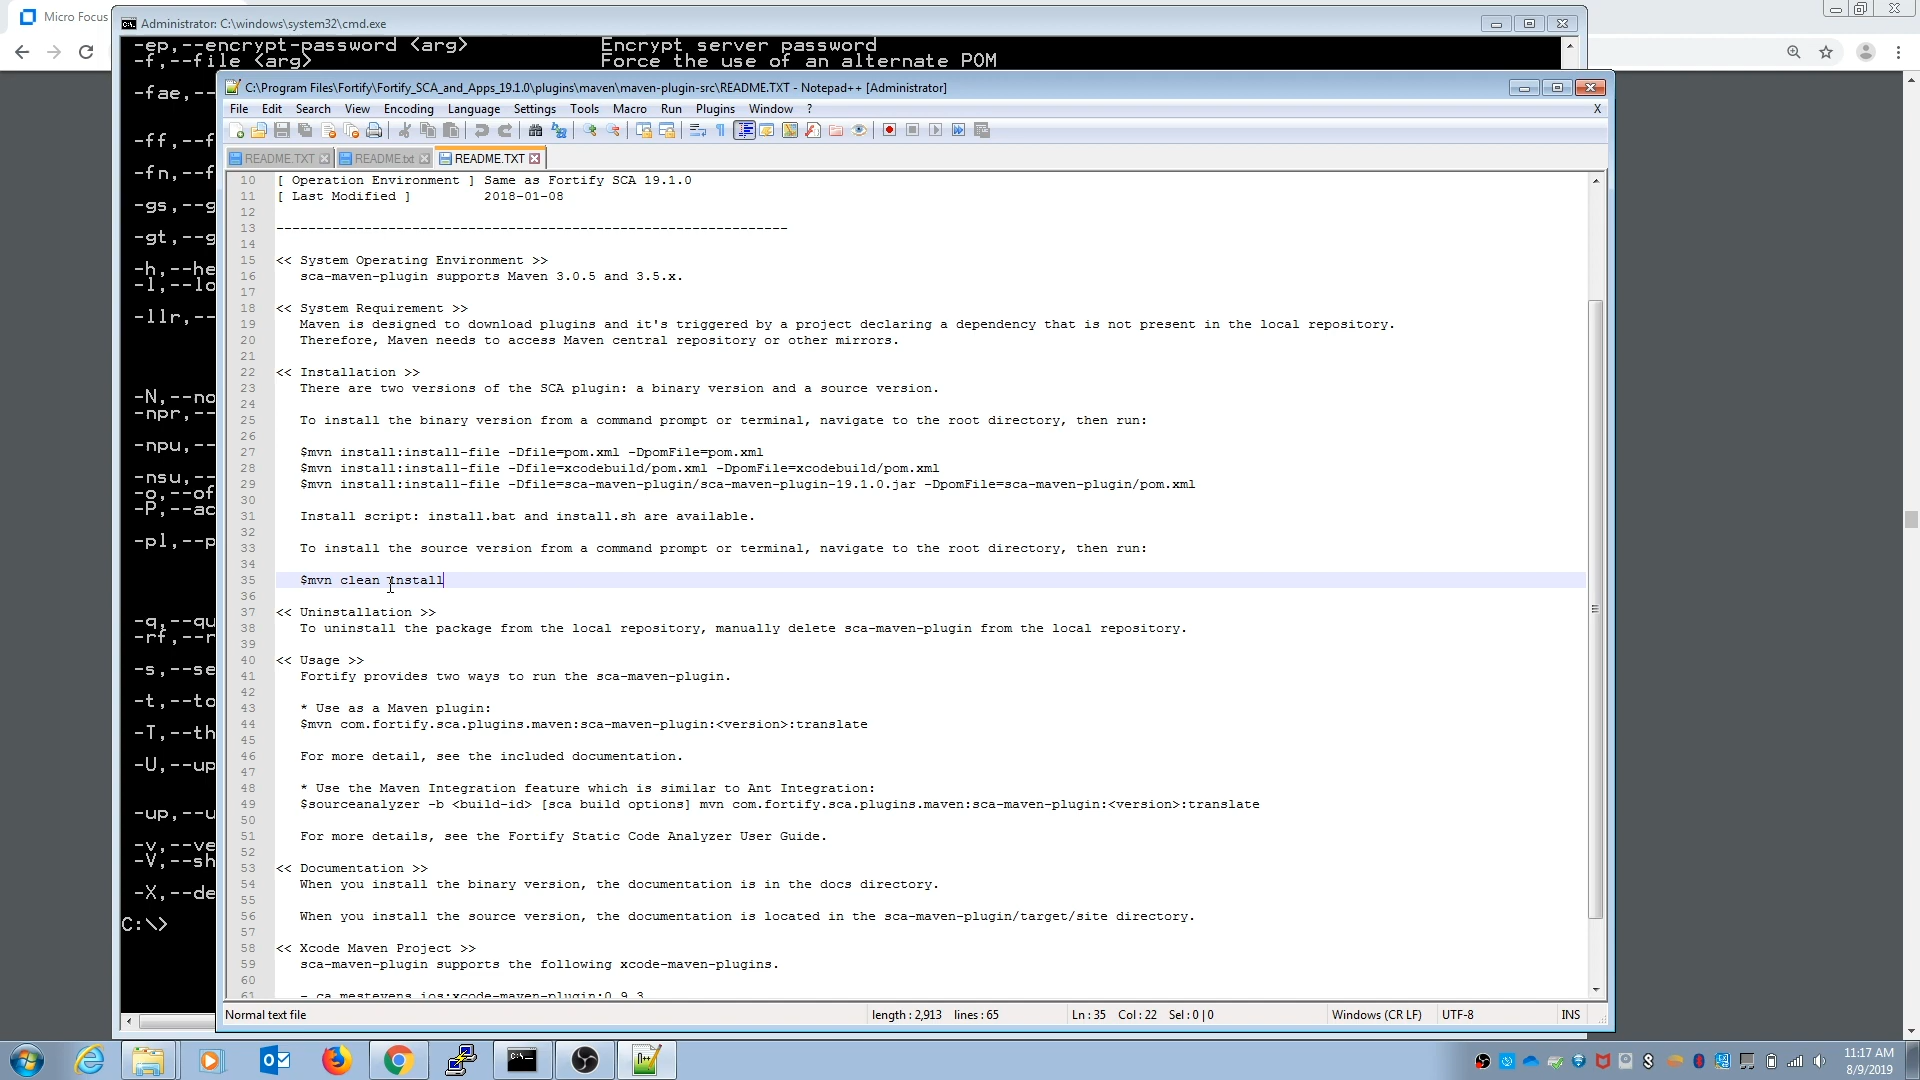 Micro Focus
Administrator: C:\windows\system32\cmd.exe
-ep,--encrypt-password <arg> Encrypt server password
-f,--file <arg> Force the use of an alternate POM
C:\Program Files\Fortify\Fortify_SCA_and_Apps_19.1.0\plugins\maven\maven-plugin-src\README.TXT - Notepad++ [Administrator]
-fae,--
File Edit Search View Encoding Language Settings Tools Macro Run Plugins Window ? X
-ff,--f
README.TXT README.txt README.TXT
-fn,--f
-gs,--g
-gt,--g
-h,--he
-l,--lo
-llr,--
-N,--no
-npr,--
-npu,--
-nsu,--
-o,--of
-P,--ac
-pl,--p
-q,--qu
-rf,--r
-s,--se
-t,--to
-T,--th
-U,--up
-up,--u
-v,--ve
-V,--sh
-X,--de
C:\>
10 [ Operation Environment ] Same as Fortify SCA 19.1.0
11 [ Last Modified ] 2018-01-08
12
13 ----------------------------------------------------------------
14
15 << System Operating Environment >>
16 sca-maven-plugin supports Maven 3.0.5 and 3.5.x.
17
18 << System Requirement >>
19 Maven is designed to download plugins and it's triggered by a project declaring a dependency that is not present in the local repository.
20 Therefore, Maven needs to access Maven central repository or other mirrors.
21
22 << Installation >>
23 There are two versions of the SCA plugin: a binary version and a source version.
24
25 To install the binary version from a command prompt or terminal, navigate to the root directory, then run:
26
27 $mvn install:install-file -Dfile=pom.xml -DpomFile=pom.xml
28 $mvn install:install-file -Dfile=xcodebuild/pom.xml -DpomFile=xcodebuild/pom.xml
29 $mvn install:install-file -Dfile=sca-maven-plugin/sca-maven-plugin-19.1.0.jar -DpomFile=sca-maven-plugin/pom.xml
30
31 Install script: install.bat and install.sh are available.
32
33 To install the source version from a command prompt or terminal, navigate to the root directory, then run:
34
35 $mvn clean install
36
37 << Uninstallation >>
38 To uninstall the package from the local repository, manually delete sca-maven-plugin from the local repository.
39
40 << Usage >>
41 Fortify provides two ways to run the sca-maven-plugin.
42
43 * Use as a Maven plugin:
44 $mvn com.fortify.sca.plugins.maven:sca-maven-plugin:<version>:translate
45
46 For more detail, see the included documentation.
47
48 * Use the Maven Integration feature which is similar to Ant Integration:
49 $sourceanalyzer -b <build-id> [sca build options] mvn com.fortify.sca.plugins.maven:sca-maven-plugin:<version>:translate
50
51 For more details, see the Fortify Static Code Analyzer User Guide.
52
53 << Documentation >>
54 When you install the binary version, the documentation is in the docs directory.
55
56 When you install the source version, the documentation is located in the sca-maven-plugin/target/site directory.
57
58 << Xcode Maven Project >>
59 sca-maven-plugin supports the following xcode-maven-plugins.
60
61 - ca.mestevens.ios:xcode-maven-plugin:0.9.3
Normal text file length : 2,913 lines : 65 Ln : 35 Col : 22 Sel : 0 | 0 Windows (CR LF) UTF-8 INS
11:17 AM
8/9/2019